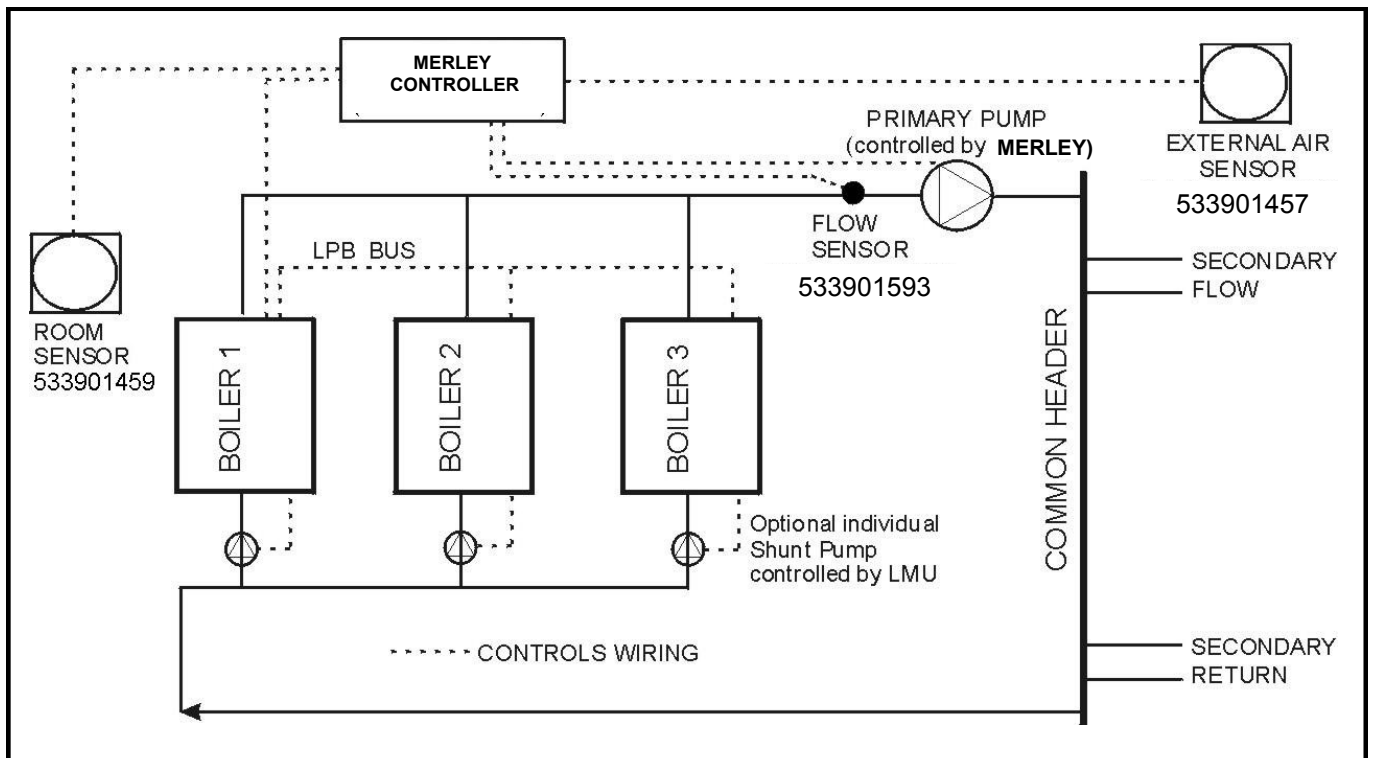 MERLEY
CONTROLLER
PRIMARY PUMP
(controlled by MERLEY)
EXTERNAL AIR
SENSOR
533901457
FLOW
SENSOR
533901593
LPB BUS
ROOM
SENSOR
533901459
BOILER 1
BOILER 2
BOILER 3
SECONDARY
FLOW
COMMON HEADER
Optional individual
Shunt Pump
controlled by LMU
CONTROLS WIRING
SECONDARY
RETURN